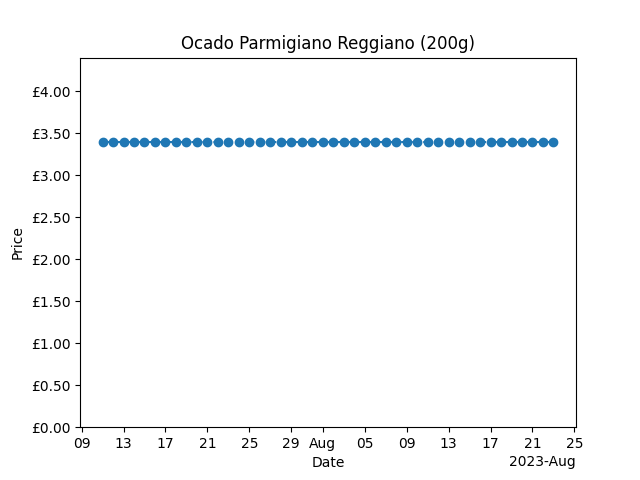 Ocado Parmigiano Reggiano (200g)
£4.00
£3.50
£3.00
£2.50
£2.00
£1.50
£1.00
£0.50
£0.00
Price
09 13 17 21 25 29 Aug 05 09 13 17 21 25
Date
2023-Aug